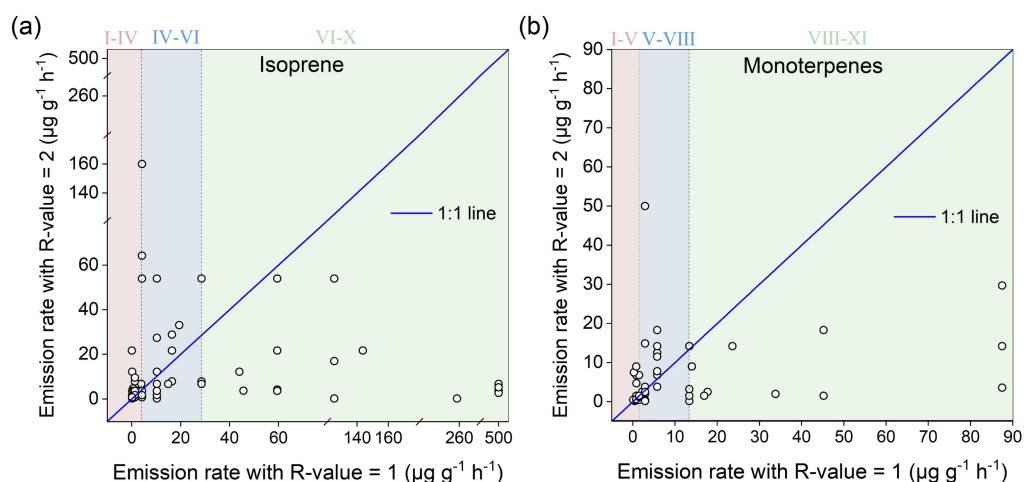 (a)
I-IV IV-VI VI-X
Isoprene
Emission rate with R-value = 2 (µg g⁻¹ h⁻¹)
500
260
160
140
60
40
20
0
1:1 line
0 20 40 60 140 160 260 500
Emission rate with R-value = 1 (µg g⁻¹ h⁻¹)
(b)
I-V V-VIII VIII-XI
Monoterpenes
Emission rate with R-value = 2 (µg g⁻¹ h⁻¹)
90
80
70
60
50
40
30
20
10
0
1:1 line
0 10 20 30 40 50 60 70 80 90
Emission rate with R-value = 1 (µg g⁻¹ h⁻¹)